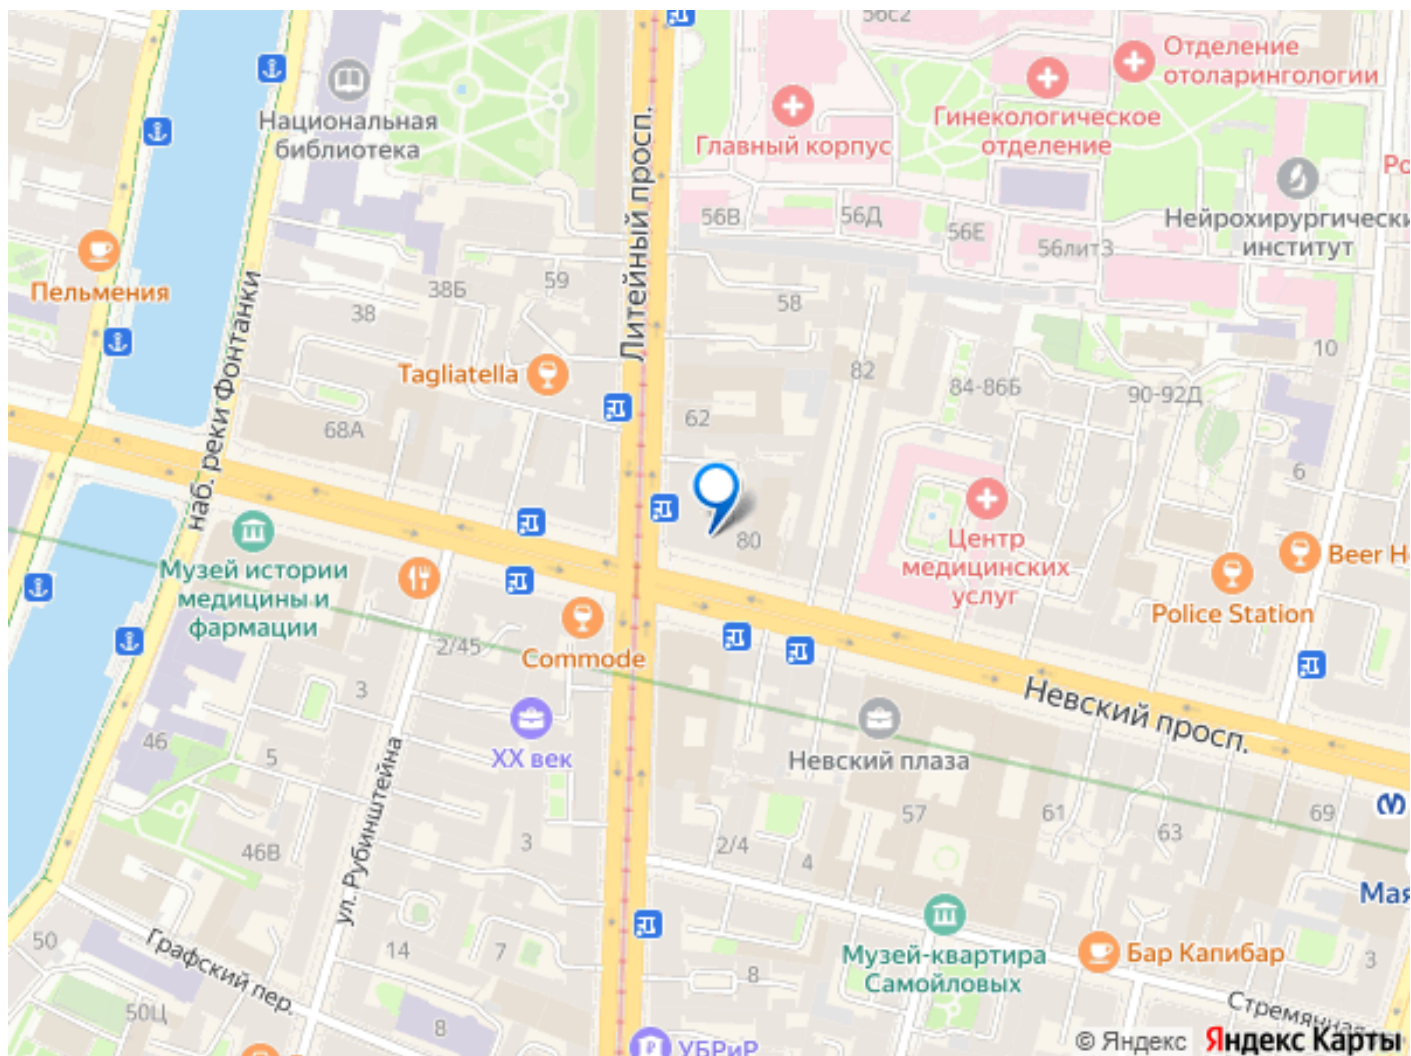 56с2
Отделение
отоларингологии
Гинекологическое
отделение
Главный корпус
Национальная
библиотека
Литейный просп.
Нейрохирургически
институт
56В
56Д
56Е
56лит3
Пельмения
наб. реки Фонтанки
38
38Б
59
58
10
Tagliatella
82
84-86Б
90-92Д
68А
62
6
80
Центр
медицинских
услуг
Beer H
Police Station
Музей истории
медицины и
фармации
2/45
Commode
3
Невский просп.
46
5
XX век
Невский плаза
ул. Рубинштейна
57
61
63
69
46В
3
2/4
4
Мая
50
Графский пер.
14
7
8
Музей-квартира
Самойловых
Бар Капибар
3
50Ц
8
УБРиР
© Яндекс
Яндекс Карты